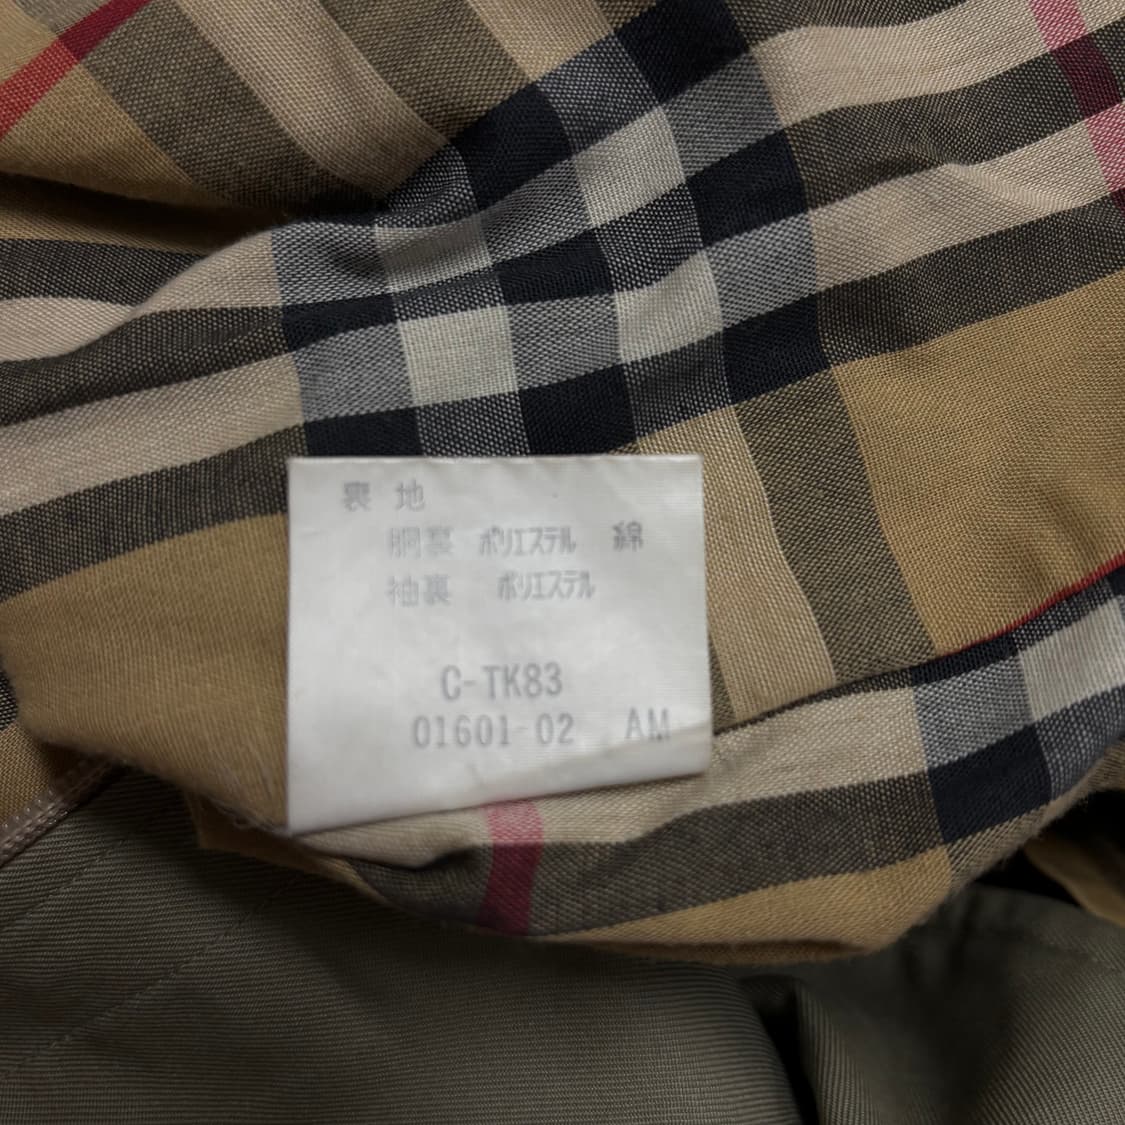 裏地
胴裏 ポリエステル 綿
袖裏 ポリエステル
C-TK83
01601-02 AM